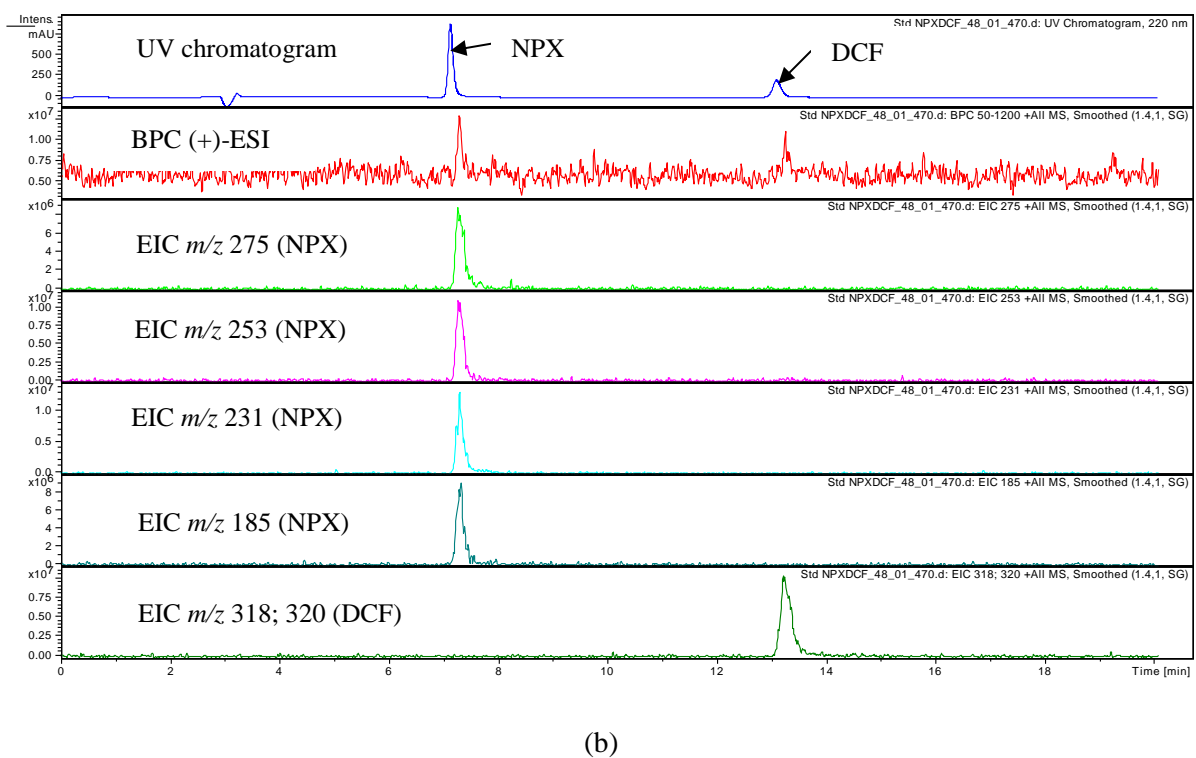 Intens.
mAU
Std NPXDCF_48_01_470.d: UV Chromatogram, 220 nm
UV chromatogram
NPX
DCF
500
250
0
x10^7
Std NPXDCF_48_01_470.d: BPC 50-1200 +All MS, Smoothed (1.4,1, SG)
BPC (+)-ESI
1.00
0.75
0.50
x10^6
Std NPXDCF_48_01_470.d: EIC 275 +All MS, Smoothed (1.4,1, SG)
EIC m/z 275 (NPX)
6
4
2
0
x10^7
Std NPXDCF_48_01_470.d: EIC 253 +All MS, Smoothed (1.4,1, SG)
EIC m/z 253 (NPX)
1.00
0.75
0.50
0.25
0.00
x10^7
Std NPXDCF_48_01_470.d: EIC 231 +All MS, Smoothed (1.4,1, SG)
EIC m/z 231 (NPX)
1.0
0.5
0.0
x10^6
Std NPXDCF_48_01_470.d: EIC 185 +All MS, Smoothed (1.4,1, SG)
EIC m/z 185 (NPX)
8
6
4
2
0
x10^7
Std NPXDCF_48_01_470.d: EIC 318; 320 +All MS, Smoothed (1.4,1, SG)
EIC m/z 318; 320 (DCF)
0.75
0.50
0.25
0.00
0 2 4 6 8 10 12 14 16 18 Time [min]
(b)